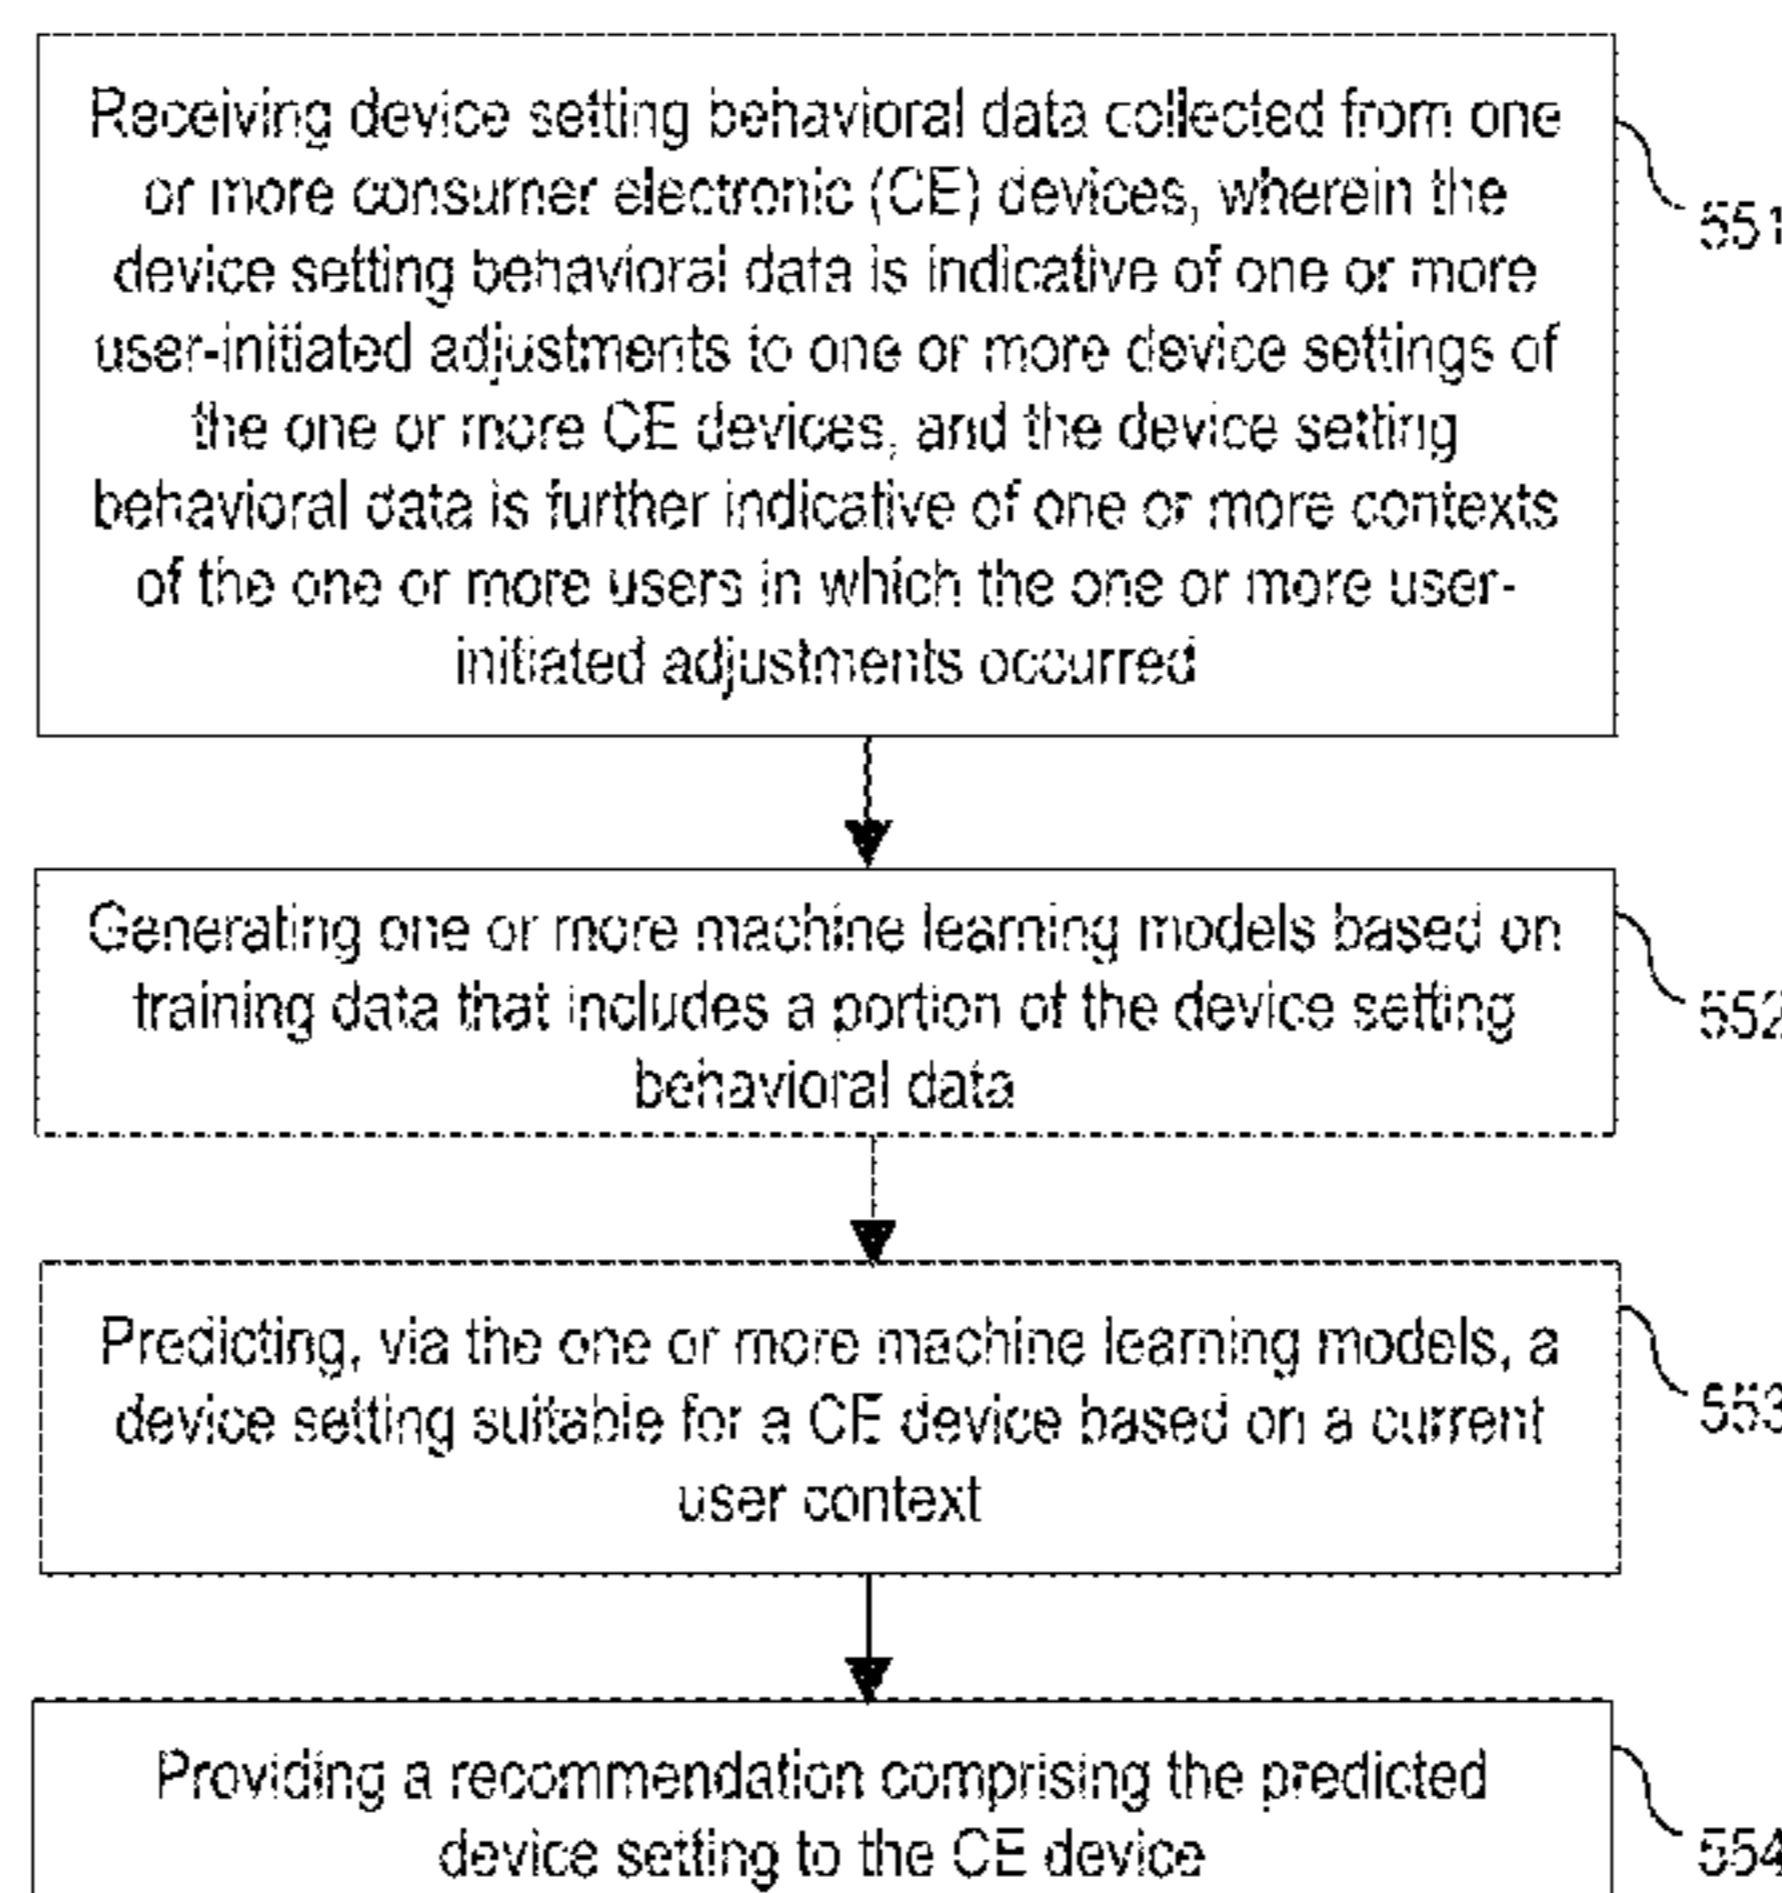 Receiving device setting behavioral data collected from one
or more consumer electronic (CE) devices, wherein the
device setting behavioral data is indicative of one or more
user-initiated adjustments to one or more device settings of
the one or more CE devices, and the device setting
behavioral data is further indicative of one or more contexts
of the one or more users in which the one or more user-
initiated adjustments occurred
551
Generating one or more machine learning models based on
training data that includes a portion of the device setting
behavioral data
552
Predicting, via the one or more machine learning models, a
device setting suitable for a CE device based on a current
user context
553
Providing a recommendation comprising the predicted
device setting to the CE device
554